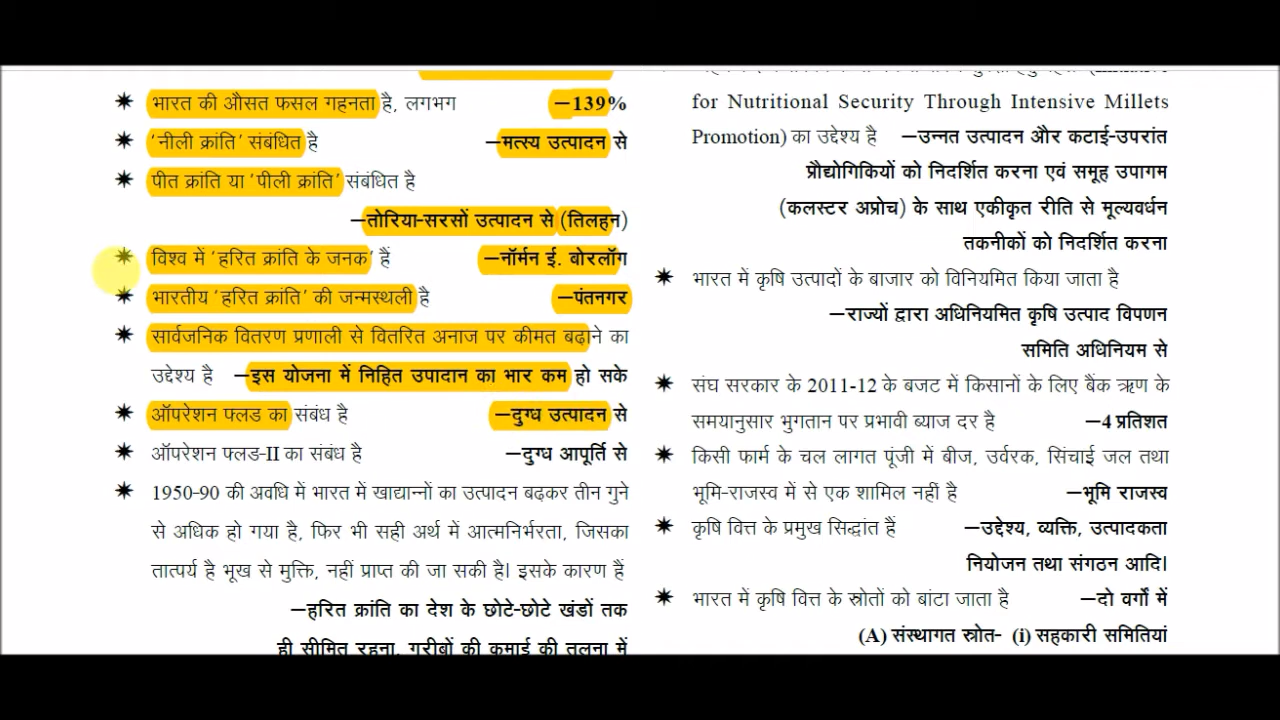 भारत की औसत फसल गहनता है, लगभग –139%
'नीली क्रांति' संबंधित है –मत्स्य उत्पादन से
पीत क्रांति या 'पीली क्रांति' संबंधित है
–तोरिया-सरसों उत्पादन से (तिलहन)
विश्व में 'हरित क्रांति के जनक' हैं –नॉर्मन ई. बोरलॉग
भारतीय 'हरित क्रांति' की जन्मस्थली है –पंतनगर
सार्वजनिक वितरण प्रणाली से वितरित अनाज पर कीमत बढ़ाने का
उद्देश्य है –इस योजना में निहित उपादान का भार कम हो सके
ऑपरेशन फ्लड का संबंध है –दुग्ध उत्पादन से
ऑपरेशन फ्लड-II का संबंध है –दुग्ध आपूर्ति से
1950-90 की अवधि में भारत में खाद्यान्नों का उत्पादन बढ़कर तीन गुने
से अधिक हो गया है, फिर भी सही अर्थ में आत्मनिर्भरता, जिसका
तात्पर्य है भूख से मुक्ति, नहीं प्राप्त की जा सकी है। इसके कारण हैं
–हरित क्रांति का देश के छोटे-छोटे खंडों तक
ही सीमित रहना, गरीबों की कमाई की तुलना में
for Nutritional Security Through Intensive Millets
Promotion) का उद्देश्य है –उन्नत उत्पादन और कटाई-उपरांत
प्रौद्योगिकियों को निदर्शित करना एवं समूह उपागम
(कलस्टर अप्रोच) के साथ एकीकृत रीति से मूल्यवर्धन
तकनीकों को निदर्शित करना
भारत में कृषि उत्पादों के बाजार को विनियमित किया जाता है
–राज्यों द्वारा अधिनियमित कृषि उत्पाद विपणन
समिति अधिनियम से
संघ सरकार के 2011-12 के बजट में किसानों के लिए बैंक ऋण के
समयानुसार भुगतान पर प्रभावी ब्याज दर है –4 प्रतिशत
किसी फार्म के चल लागत पूंजी में बीज, उर्वरक, सिंचाई जल तथा
भूमि-राजस्व में से एक शामिल नहीं है –भूमि राजस्व
कृषि वित्त के प्रमुख सिद्धांत हैं –उद्देश्य, व्यक्ति, उत्पादकता
नियोजन तथा संगठन आदि।
भारत में कृषि वित्त के स्रोतों को बांटा जाता है –दो वर्गों में
(A) संस्थागत स्रोत- (i) सहकारी समितियां